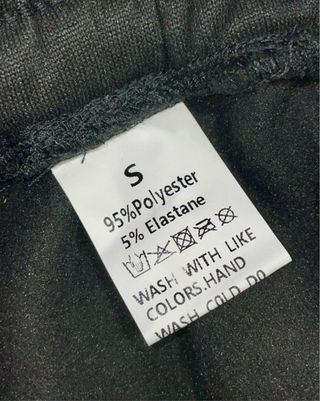 S
95%Polyester
5% Elastane
WASH WITH LIKE
COLORS.HAND
WASH COLD DO